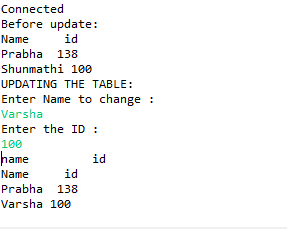 Connected
Before update:
Name     id
Prabha  138
Shunmathi 100
UPDATING THE TABLE:
Enter Name to change :
Varsha
Enter the ID :
100
name         id
Name     id
Prabha  138
Varsha 100